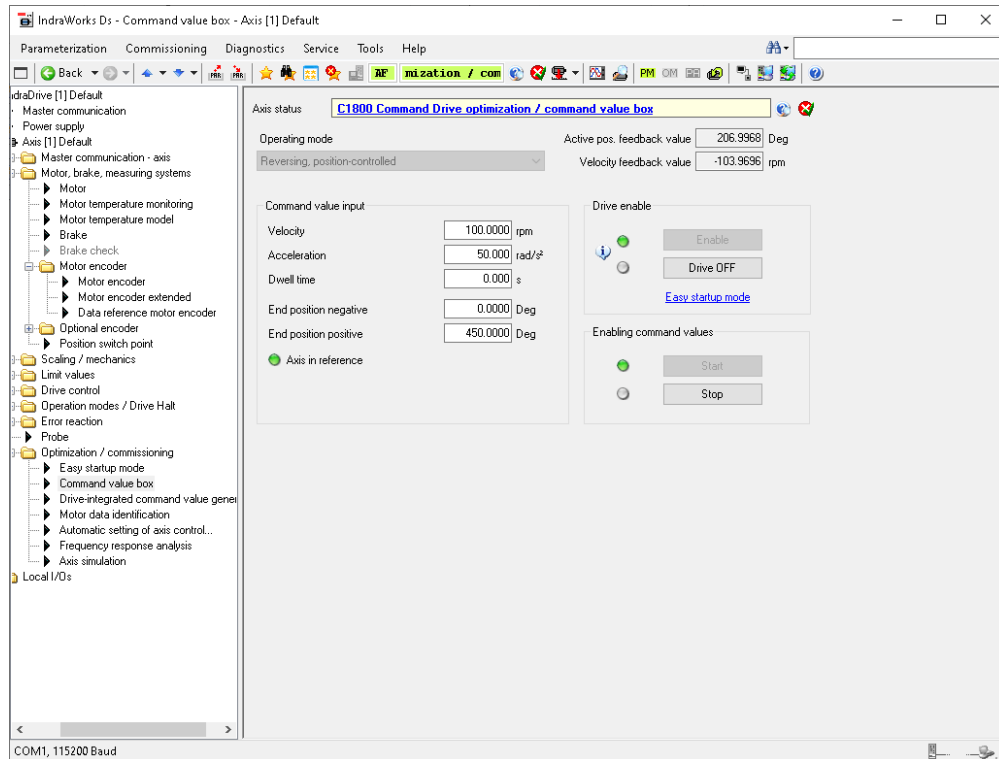 IndraWorks Ds - Command value box - Axis [1] Default
Parameterization Commissioning Diagnostics Service Tools Help
Back PAR PAR AF mization / com PM OM
draDrive [1] Default
Master communication
Power supply
Axis [1] Default
Master communication - axis
Motor, brake, measuring systems
Motor
Motor temperature monitoring
Motor temperature model
Brake
Brake check
Motor encoder
Motor encoder
Motor encoder extended
Data reference motor encoder
Optional encoder
Position switch point
Scaling / mechanics
Limit values
Drive control
Operation modes / Drive Halt
Error reaction
Probe
Optimization / commissioning
Easy startup mode
Command value box
Drive-integrated command value gener
Motor data identification
Automatic setting of axis control...
Frequency response analysis
Axis simulation
Local I/Os
Axis status C1800 Command Drive optimization / command value box
Operating mode
Reversing, position-controlled
Active pos. feedback value 206.9968 Deg
Velocity feedback value -103.9696 rpm
Command value input
Velocity 100.0000 rpm
Acceleration 50.000 rad/s²
Dwell time 0.000 s
End position negative 0.0000 Deg
End position positive 450.0000 Deg
Axis in reference
Drive enable
Enable
Drive OFF
Easy startup mode
Enabling command values
Start
Stop
COM1, 115200 Baud